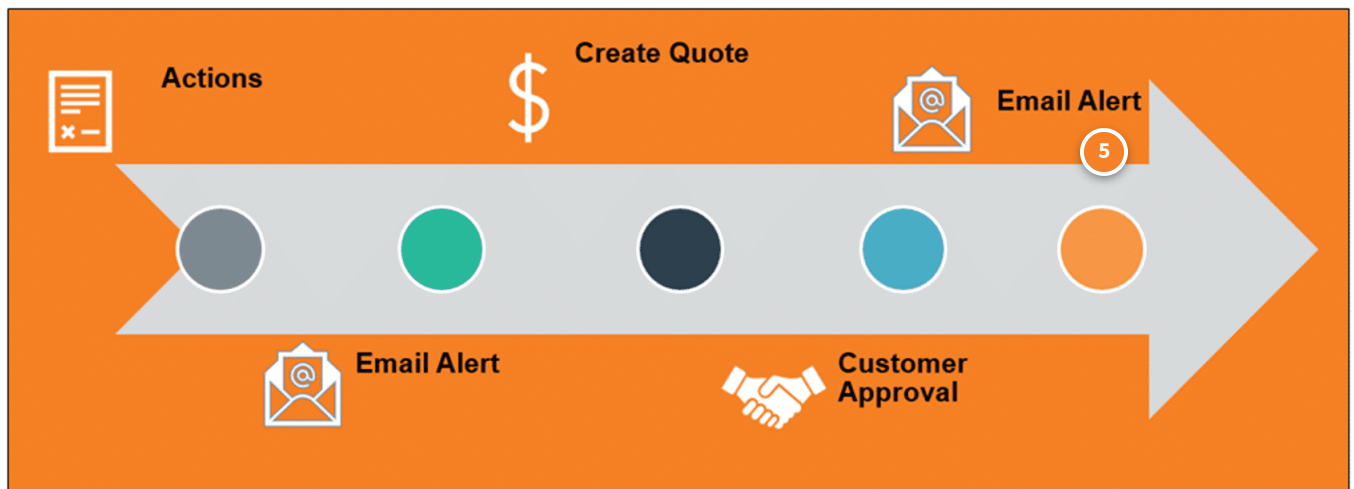 Actions
Create Quote
Email Alert
5
Email Alert
Customer
Approval